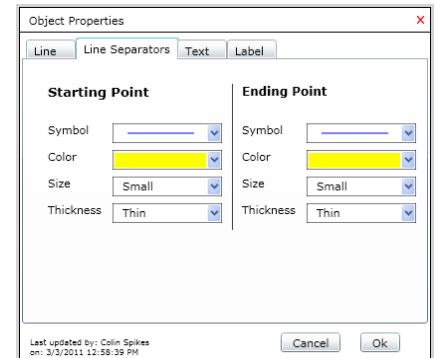 Object Properties X
Line Line Separators Text Label
Starting Point Ending Point
Symbol Symbol
Color Color
Size Small Size Small
Thickness Thin Thickness Thin
Last updated by: Colin Spikes
on: 3/3/2011 12:58:39 PM
Cancel Ok